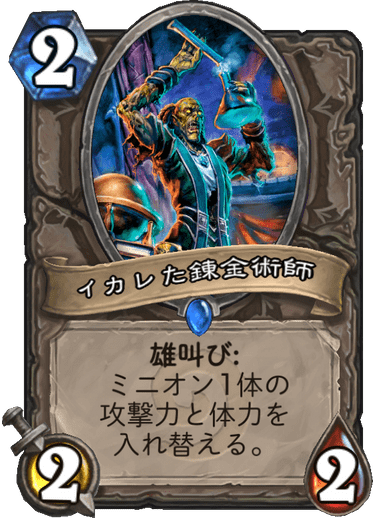 2
イカレた錬金術師
雄叫び:
ミニオン1体の
攻撃力と体力を
入れ替える。
2
2